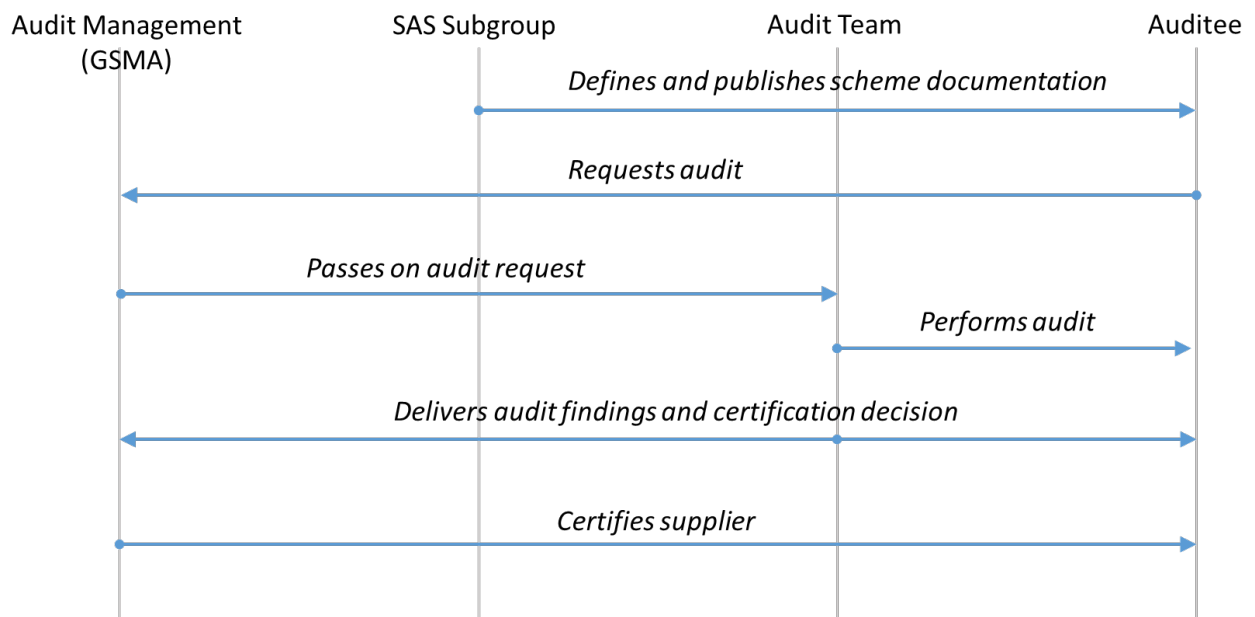 Audit Management
(GSMA)
SAS Subgroup
Audit Team
Auditee
Defines and publishes scheme documentation
Requests audit
Passes on audit request
Performs audit
Delivers audit findings and certification decision
Certifies supplier